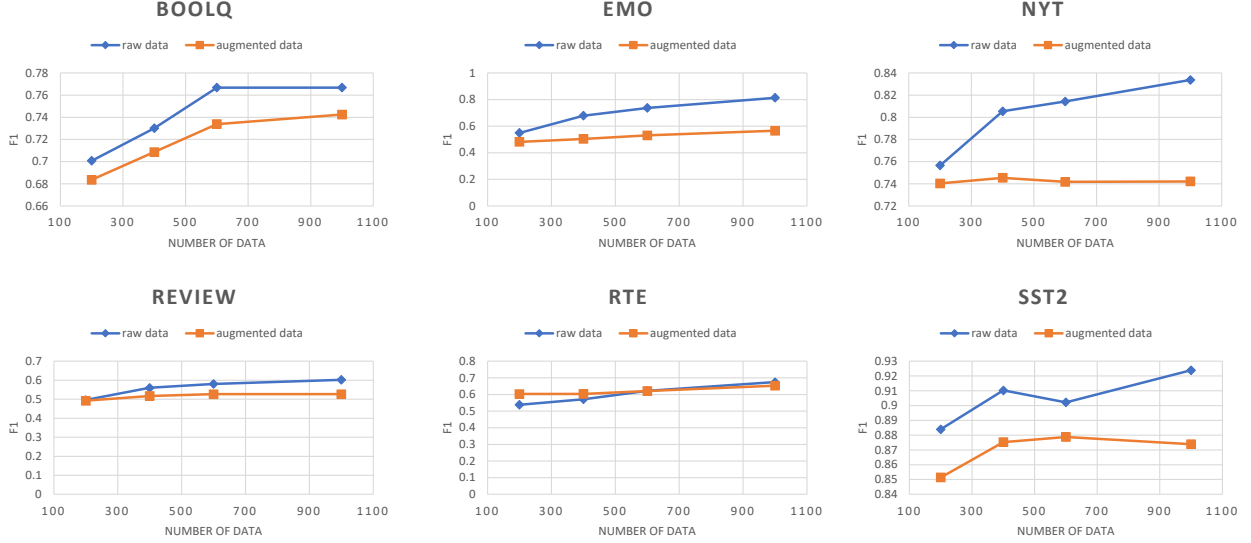 BOOLQ
raw data augmented data
0.78
0.76
0.74
0.72
0.7
0.68
0.66
F1
100 300 500 700 900 1100
NUMBER OF DATA
EMO
raw data augmented data
1
0.8
0.6
0.4
0.2
0
F1
100 300 500 700 900 1100
NUMBER OF DATA
NYT
raw data augmented data
0.84
0.82
0.8
0.78
0.76
0.74
0.72
F1
100 300 500 700 900 1100
NUMBER OF DATA
REVIEW
raw data augmented data
0.7
0.6
0.5
0.4
0.3
0.2
0.1
0
F1
100 300 500 700 900 1100
NUMBER OF DATA
RTE
raw data augmented data
0.8
0.7
0.6
0.5
0.4
0.3
0.2
0.1
0
F1
100 300 500 700 900 1100
NUMBER OF DATA
SST2
raw data augmented data
0.93
0.92
0.91
0.9
0.89
0.88
0.87
0.86
0.85
0.84
F1
100 300 500 700 900 1100
NUMBER OF DATA